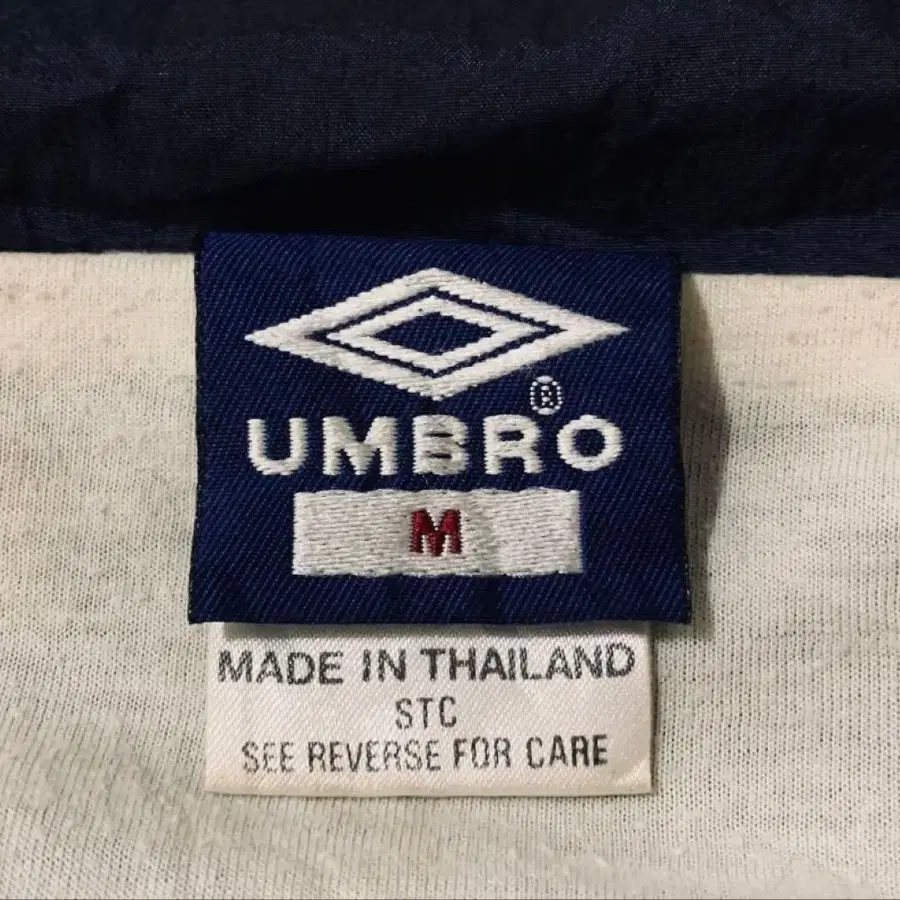 ®
UMBRO
M
MADE IN THAILAND
STC
SEE REVERSE FOR CARE